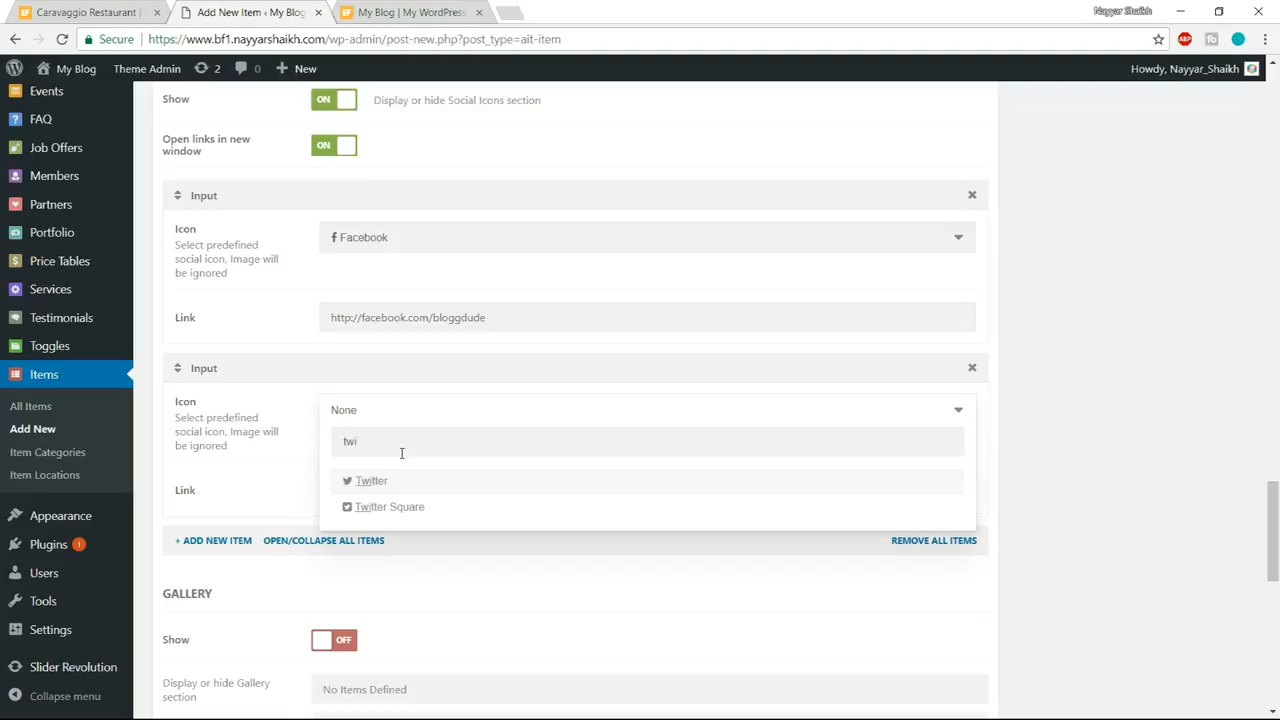 Caravaggio Restaurant |
Add New Item ‹ My Blog
My Blog | My WordPress
Nayyar Shaikh
Secure
https://www.bf1.nayyarshaikh.com/wp-admin/post-new.php?post_type=ait-item
My Blog
Theme Admin
2
0
New
Howdy, Nayyar_Shaikh
Events
FAQ
Job Offers
Members
Partners
Portfolio
Price Tables
Services
Testimonials
Toggles
Items
All Items
Add New
Item Categories
Item Locations
Appearance
Plugins 1
Users
Tools
Settings
Slider Revolution
Collapse menu
Show
ON
Display or hide Social Icons section
Open links in new
window
ON
Input
Icon
Select predefined
social icon, Image will
be ignored
Facebook
Link
http://facebook.com/bloggdude
Input
Icon
Select predefined
social icon, Image will
be ignored
None
twi
Twitter
Twitter Square
Link
+ ADD NEW ITEM
OPEN/COLLAPSE ALL ITEMS
REMOVE ALL ITEMS
GALLERY
Show
OFF
Display or hide Gallery
section
No Items Defined